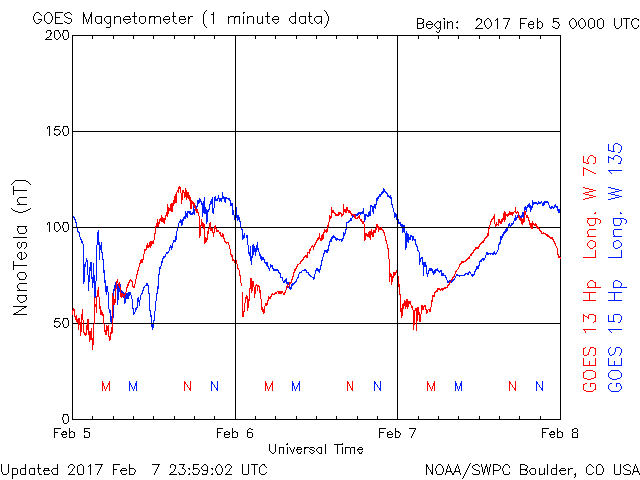 GOES Magnetometer (1 minute data)
Begin: 2017 Feb 5 0000 UTC
200
150
100
50
0
NanoTesla (nT)
M M N N M M N N M M N N
Feb 5 Feb 6 Feb 7 Feb 8
Universal Time
GOES 13 Hp Long. W 75
GOES 15 Hp Long. W 135
Updated 2017 Feb 7 23:59:02 UTC
NOAA/SWPC Boulder, CO USA